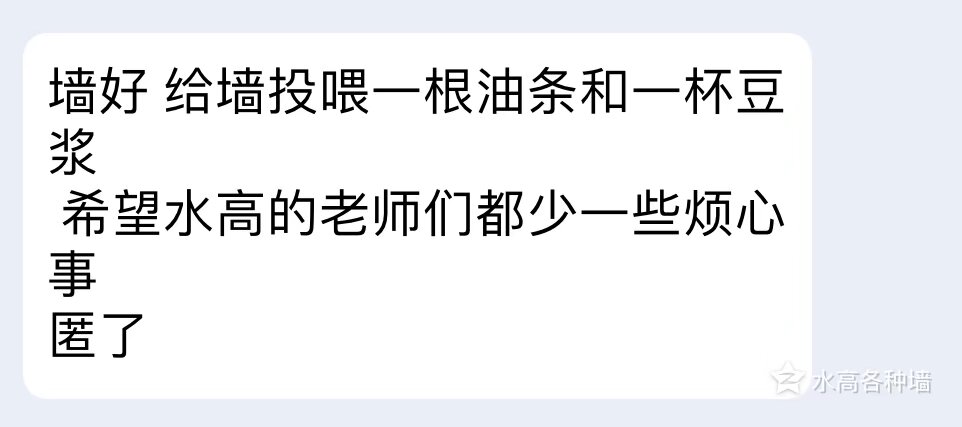 墙好 给墙投喂一根油条和一杯豆
浆
希望水高的老师们都少一些烦心
事
匿了
水高各种墙